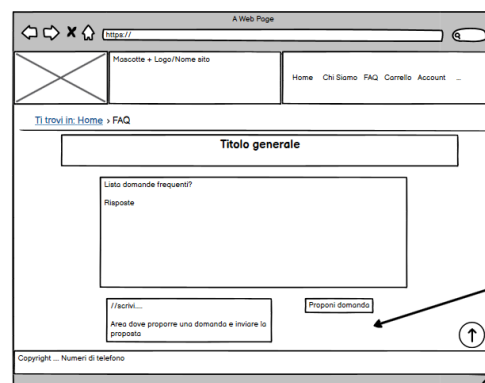 A Web Page
https://
Mascotte + Logo/Nome sito
Home Chi Siamo FAQ Carrello Account ...
Ti trovi in: Home > FAQ
Titolo generale
Lista domande frequenti?
Risposte
//scrivi....
Area dove proporre una domanda e inviare la
proposta
Proponi domanda
Copyright ... Numeri di telefono